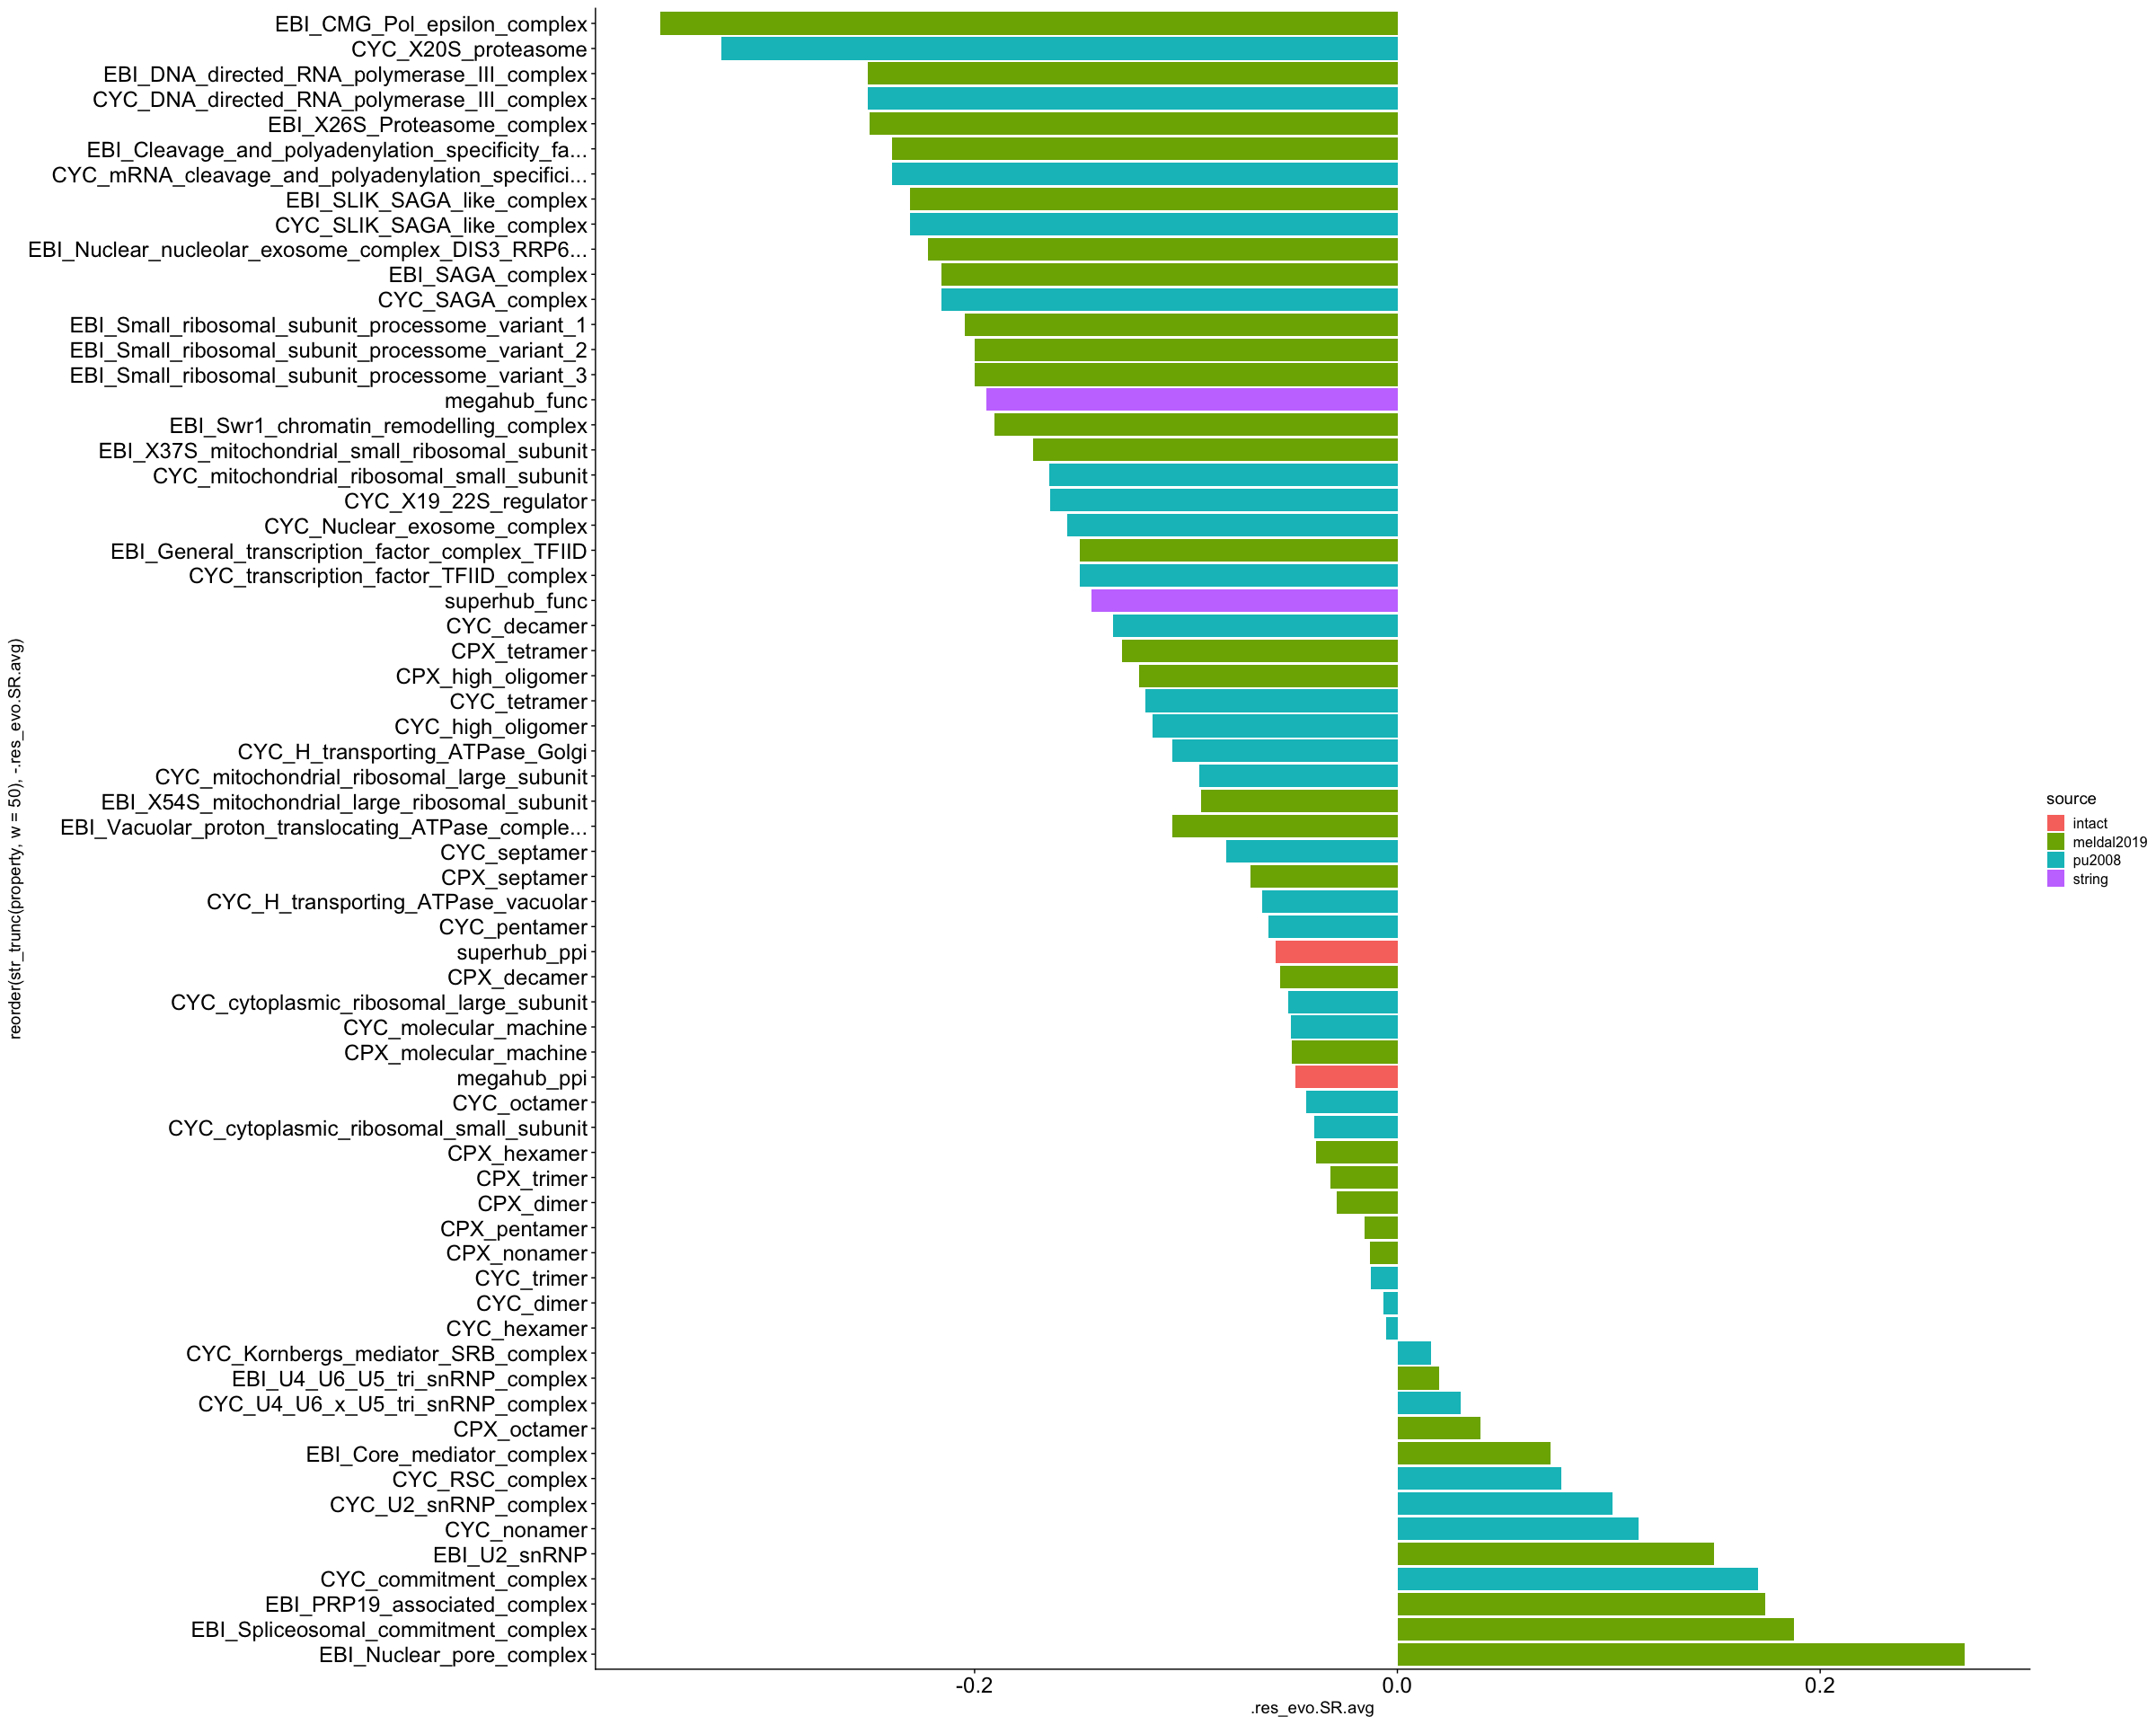 EBI_CMG_Pol_epsilon_complex
CYC_X20S_proteasome
EBI_DNA_directed_RNA_polymerase_III_complex
CYC_DNA_directed_RNA_polymerase_III_complex
EBI_X26S_Proteasome_complex
EBI_Cleavage_and_polyadenylation_specificity_fa...
CYC_mRNA_cleavage_and_polyadenylation_specifici...
EBI_SLIK_SAGA_like_complex
CYC_SLIK_SAGA_like_complex
EBI_Nuclear_nucleolar_exosome_complex_DIS3_RRP6...
EBI_SAGA_complex
CYC_SAGA_complex
EBI_Small_ribosomal_subunit_processome_variant_1
EBI_Small_ribosomal_subunit_processome_variant_2
EBI_Small_ribosomal_subunit_processome_variant_3
megahub_func
EBI_Swr1_chromatin_remodelling_complex
EBI_X37S_mitochondrial_small_ribosomal_subunit
CYC_mitochondrial_ribosomal_small_subunit
CYC_X19_22S_regulator
CYC_Nuclear_exosome_complex
EBI_General_transcription_factor_complex_TFIID
CYC_transcription_factor_TFIID_complex
superhub_func
CYC_decamer
CPX_tetramer
CPX_high_oligomer
CYC_tetramer
CYC_high_oligomer
CYC_H_transporting_ATPase_Golgi
CYC_mitochondrial_ribosomal_large_subunit
EBI_X54S_mitochondrial_large_ribosomal_subunit
EBI_Vacuolar_proton_translocating_ATPase_comple...
CYC_septamer
CPX_septamer
CYC_H_transporting_ATPase_vacuolar
CYC_pentamer
superhub_ppi
CPX_decamer
CYC_cytoplasmic_ribosomal_large_subunit
CYC_molecular_machine
CPX_molecular_machine
megahub_ppi
CYC_octamer
CYC_cytoplasmic_ribosomal_small_subunit
CPX_hexamer
CPX_trimer
CPX_dimer
CPX_pentamer
CPX_nonamer
CYC_trimer
CYC_dimer
CYC_hexamer
CYC_Kornbergs_mediator_SRB_complex
EBI_U4_U6_U5_tri_snRNP_complex
CYC_U4_U6_x_U5_tri_snRNP_complex
CPX_octamer
EBI_Core_mediator_complex
CYC_RSC_complex
CYC_U2_snRNP_complex
CYC_nonamer
EBI_U2_snRNP
CYC_commitment_complex
EBI_PRP19_associated_complex
EBI_Spliceosomal_commitment_complex
EBI_Nuclear_pore_complex
reorder(str_trunc(property, w = 50), -.res_evo.SR.avg)
-0.2 0.0 0.2
.res_evo.SR.avg
source
intact
meldal2019
pu2008
string